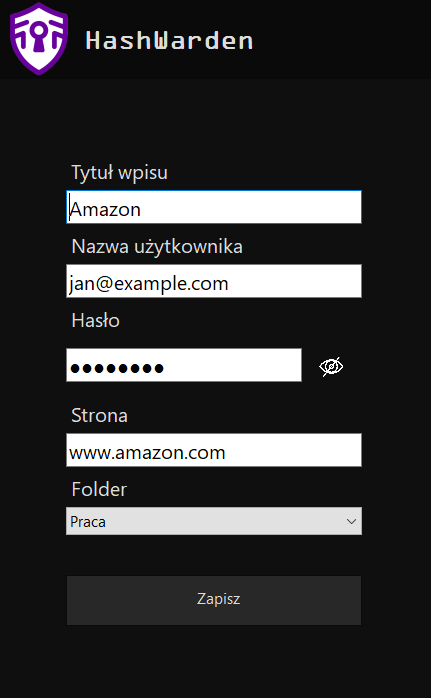 HashWarden
Tytuł wpisu
Amazon
Nazwa użytkownika
jan@example.com
Hasło
●●●●●●●●
Strona
www.amazon.com
Folder
Praca
Zapisz